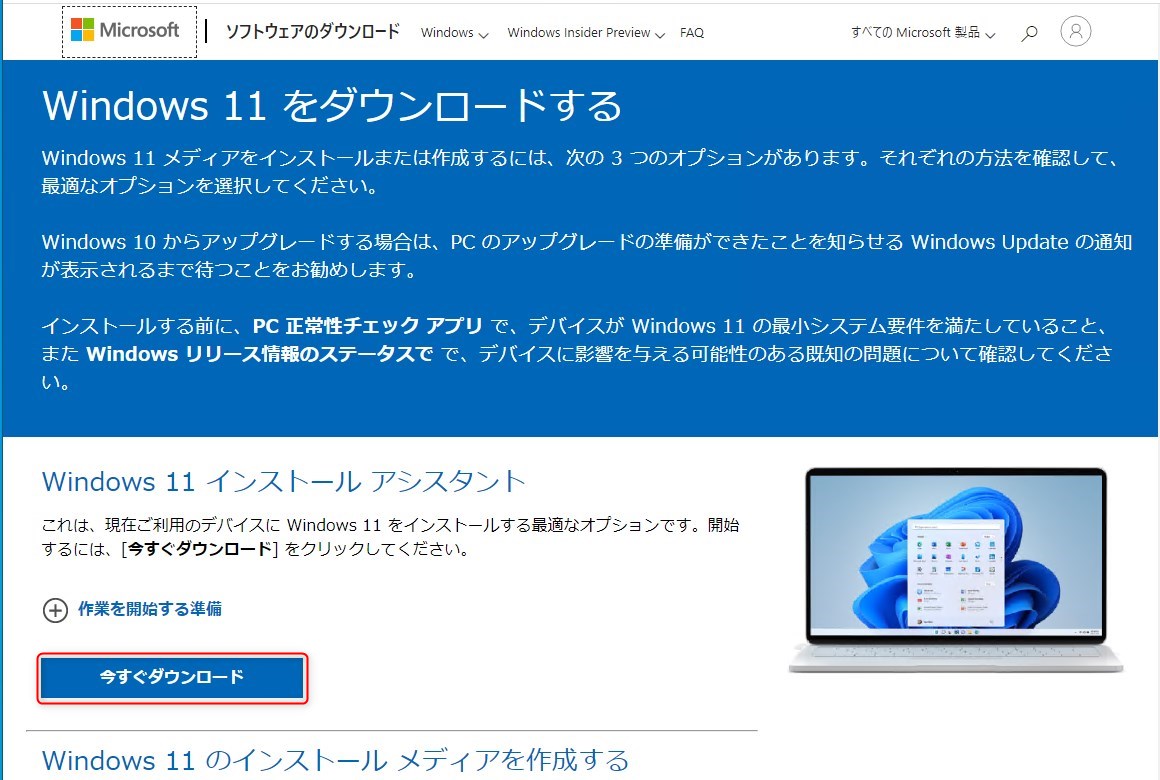 Microsoft
ソフトウェアのダウンロード
Windows
Windows Insider Preview
FAQ
すべての Microsoft 製品
Windows 11 をダウンロードする
Windows 11 メディアをインストールまたは作成するには、次の 3 つのオプションがあります。それぞれの方法を確認して、
最適なオプションを選択してください。
Windows 10 からアップグレードする場合は、PC のアップグレードの準備ができたことを知らせる Windows Update の通知
が表示されるまで待つことをお勧めします。
インストールする前に、PC 正常性チェック アプリ で、デバイスが Windows 11 の最小システム要件を満たしていること、
また Windows リリース情報のステータスで で、デバイスに影響を与える可能性のある既知の問題について確認してくださ
い。
Windows 11 インストール アシスタント
これは、現在ご利用のデバイスに Windows 11 をインストールする最適なオプションです。開始
するには、[今すぐダウンロード] をクリックしてください。
作業を開始する準備
今すぐダウンロード
Windows 11 のインストール メディアを作成する